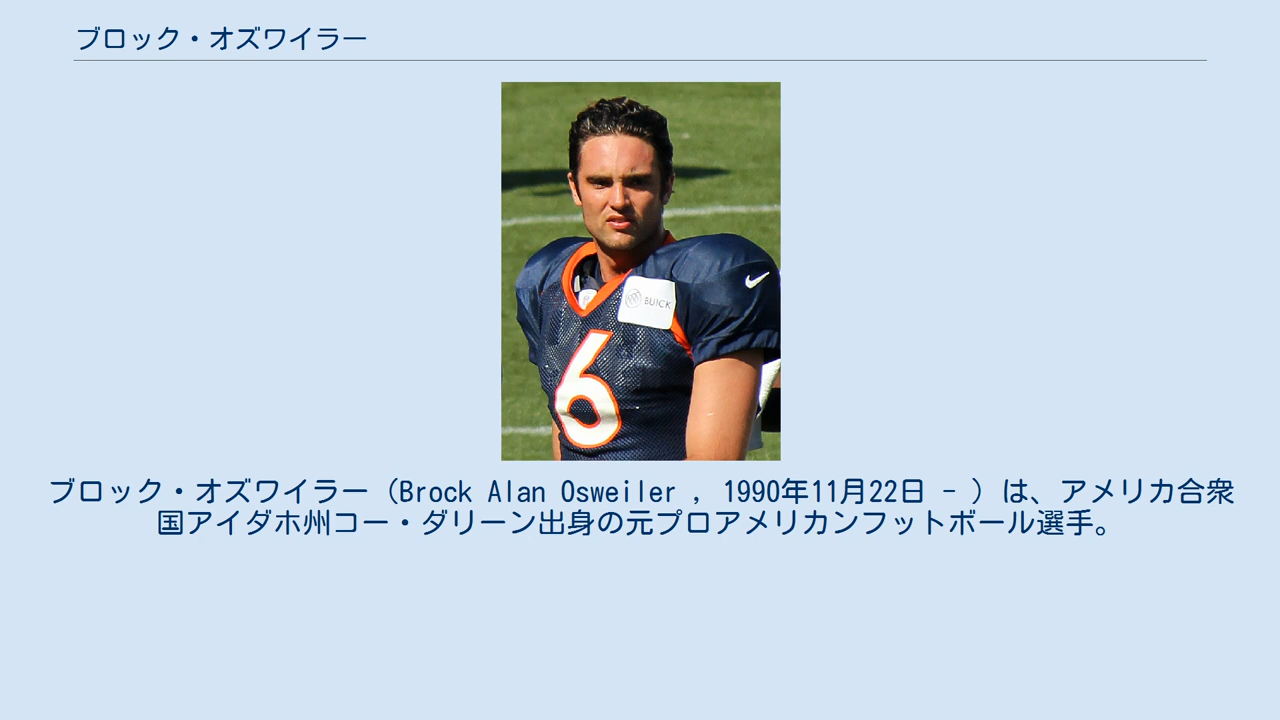 ブロック・オズワイラー
BUICK
6
ブロック・オズワイラー（Brock Alan Osweiler , 1990年11月22日 - ）は、アメリカ合衆
国アイダホ州コー・ダリーン出身の元プロアメリカンフットボール選手。